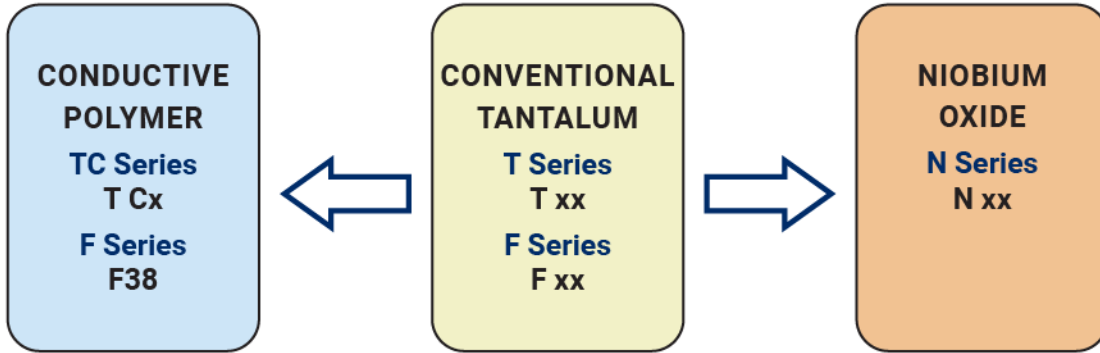 CONDUCTIVE
POLYMER
TC Series
T Cx
F Series
F38
CONVENTIONAL
TANTALUM
T Series
T xx
F Series
F xx
NIOBIUM
OXIDE
N Series
N xx